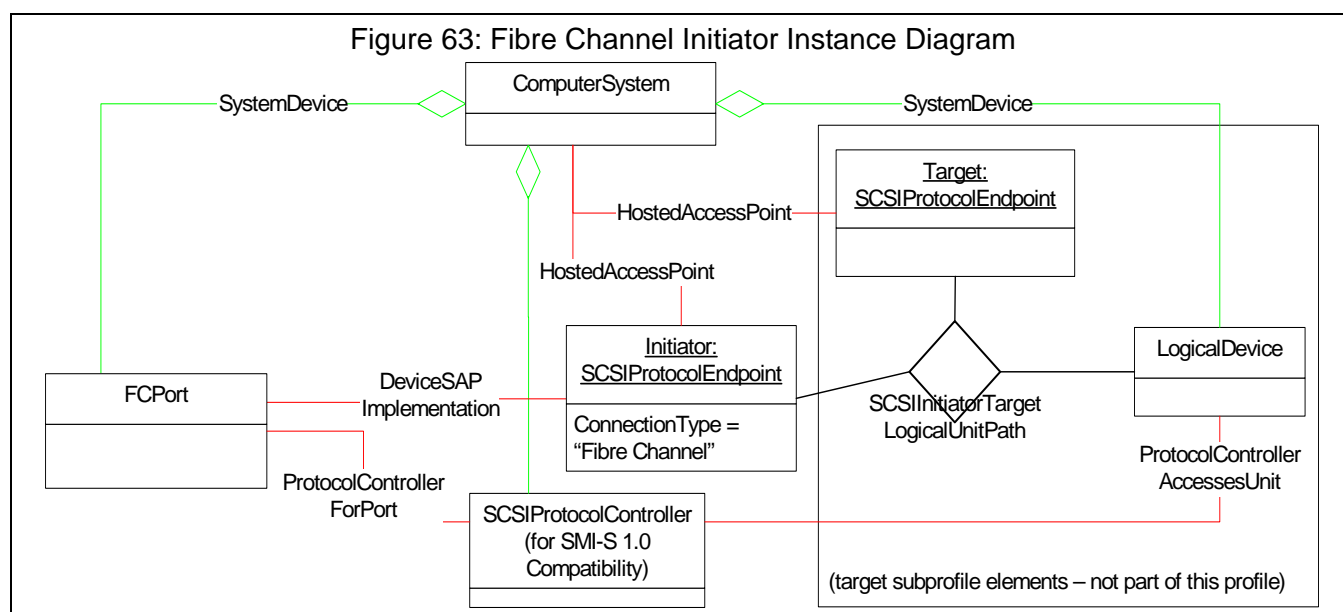 Figure 63: Fibre Channel Initiator Instance Diagram
ComputerSystem
SystemDevice
SystemDevice
Target:
SCSIProtocolEndpoint
HostedAccessPoint
HostedAccessPoint
Initiator:
SCSIProtocolEndpoint
ConnectionType =
“Fibre Channel”
LogicalDevice
FCPort
DeviceSAP
Implementation
SCSIInitiatorTarget
LogicalUnitPath
ProtocolController
AccessesUnit
ProtocolController
ForPort
SCSIProtocolController
(for SMI-S 1.0
Compatibility)
(target subprofile elements – not part of this profile)